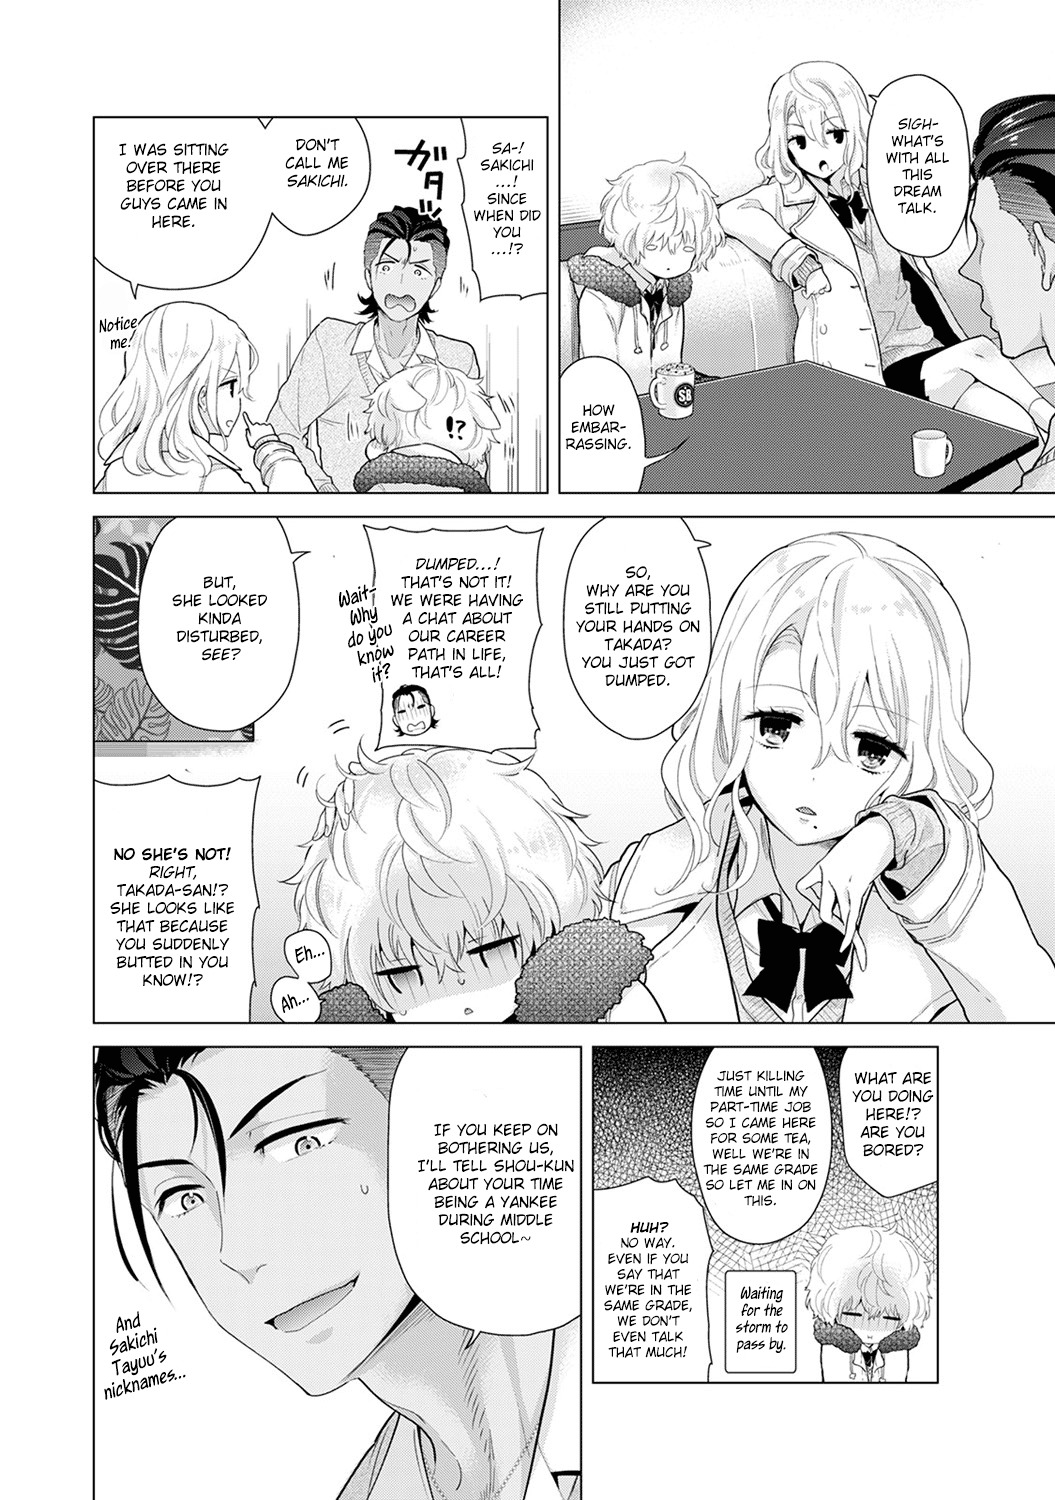 SIGH-
WHAT'S
WITH ALL
THIS
DREAM
TALK.
HOW
EMBAR-
RASSING.
SB
SA-!
SAKICHI
...!
SINCE
WHEN DID
YOU
...!?
ガタッ
DON'T
CALL ME
SAKICHI.
I WAS SITTING
OVER THERE
BEFORE YOU
GUYS CAME IN
HERE.
Notice
me!
!?
SO,
WHY ARE YOU
STILL PUTTING
YOUR HANDS ON
TAKADA?
YOU JUST GOT
DUMPED.
DUMPED...!
THAT'S NOT IT!
WE WERE HAVING
A CHAT ABOUT
OUR CAREER
PATH IN LIFE,
THAT'S ALL!
Wait-
Why
do you
know
it?
BUT,
SHE LOOKED
KINDA
DISTURBED,
SEE?
NO SHE'S NOT!
RIGHT,
TAKADA-SAN!?
SHE LOOKS LIKE
THAT BECAUSE
YOU SUDDENLY
BUTTED IN YOU
KNOW!?
Eh...
Ah...
WHAT ARE
YOU DOING
HERE!?
ARE YOU
BORED?
JUST KILLING
TIME UNTIL MY
PART-TIME JOB
SO I CAME HERE
FOR SOME TEA,
WELL WE'RE IN
THE SAME GRADE
SO LET ME IN ON
THIS.
HUH?
NO WAY.
EVEN IF YOU
SAY THAT
WE'RE IN THE
SAME GRADE,
WE DON'T
EVEN TALK
THAT MUCH!
Waiting
for the
storm to
pass by.
IF YOU KEEP ON
BOTHERING US,
I'LL TELL SHOU-KUN
ABOUT YOUR TIME
BEING A YANKEE
DURING MIDDLE
SCHOOL~
And
Sakichi
Tayuu's
nicknames...